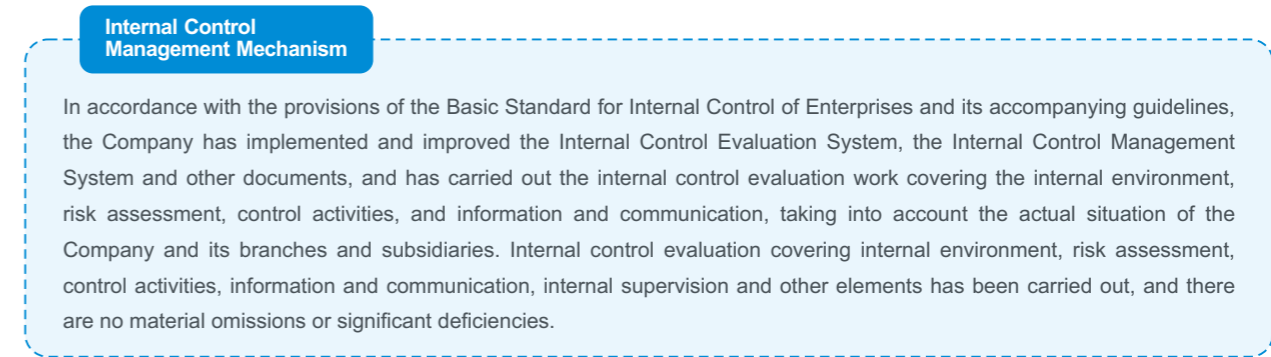 Internal Control
Management Mechanism
In accordance with the provisions of the Basic Standard for Internal Control of Enterprises and its accompanying guidelines,
the Company has implemented and improved the Internal Control Evaluation System, the Internal Control Management
System and other documents, and has carried out the internal control evaluation work covering the internal environment,
risk assessment, control activities, and information and communication, taking into account the actual situation of the
Company and its branches and subsidiaries. Internal control evaluation covering internal environment, risk assessment,
control activities, information and communication, internal supervision and other elements has been carried out, and there
are no material omissions or significant deficiencies.